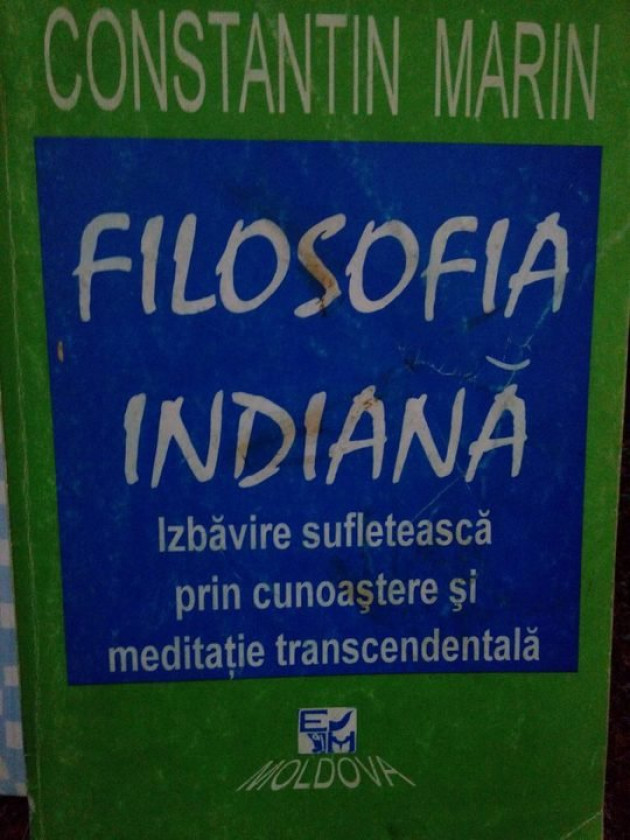 CONSTANTIN MARIN
FILOSOFIA
INDIANĂ
Izbăvire sufletească
prin cunoaştere şi
meditaţie transcendentală
E M
MOLDOVA